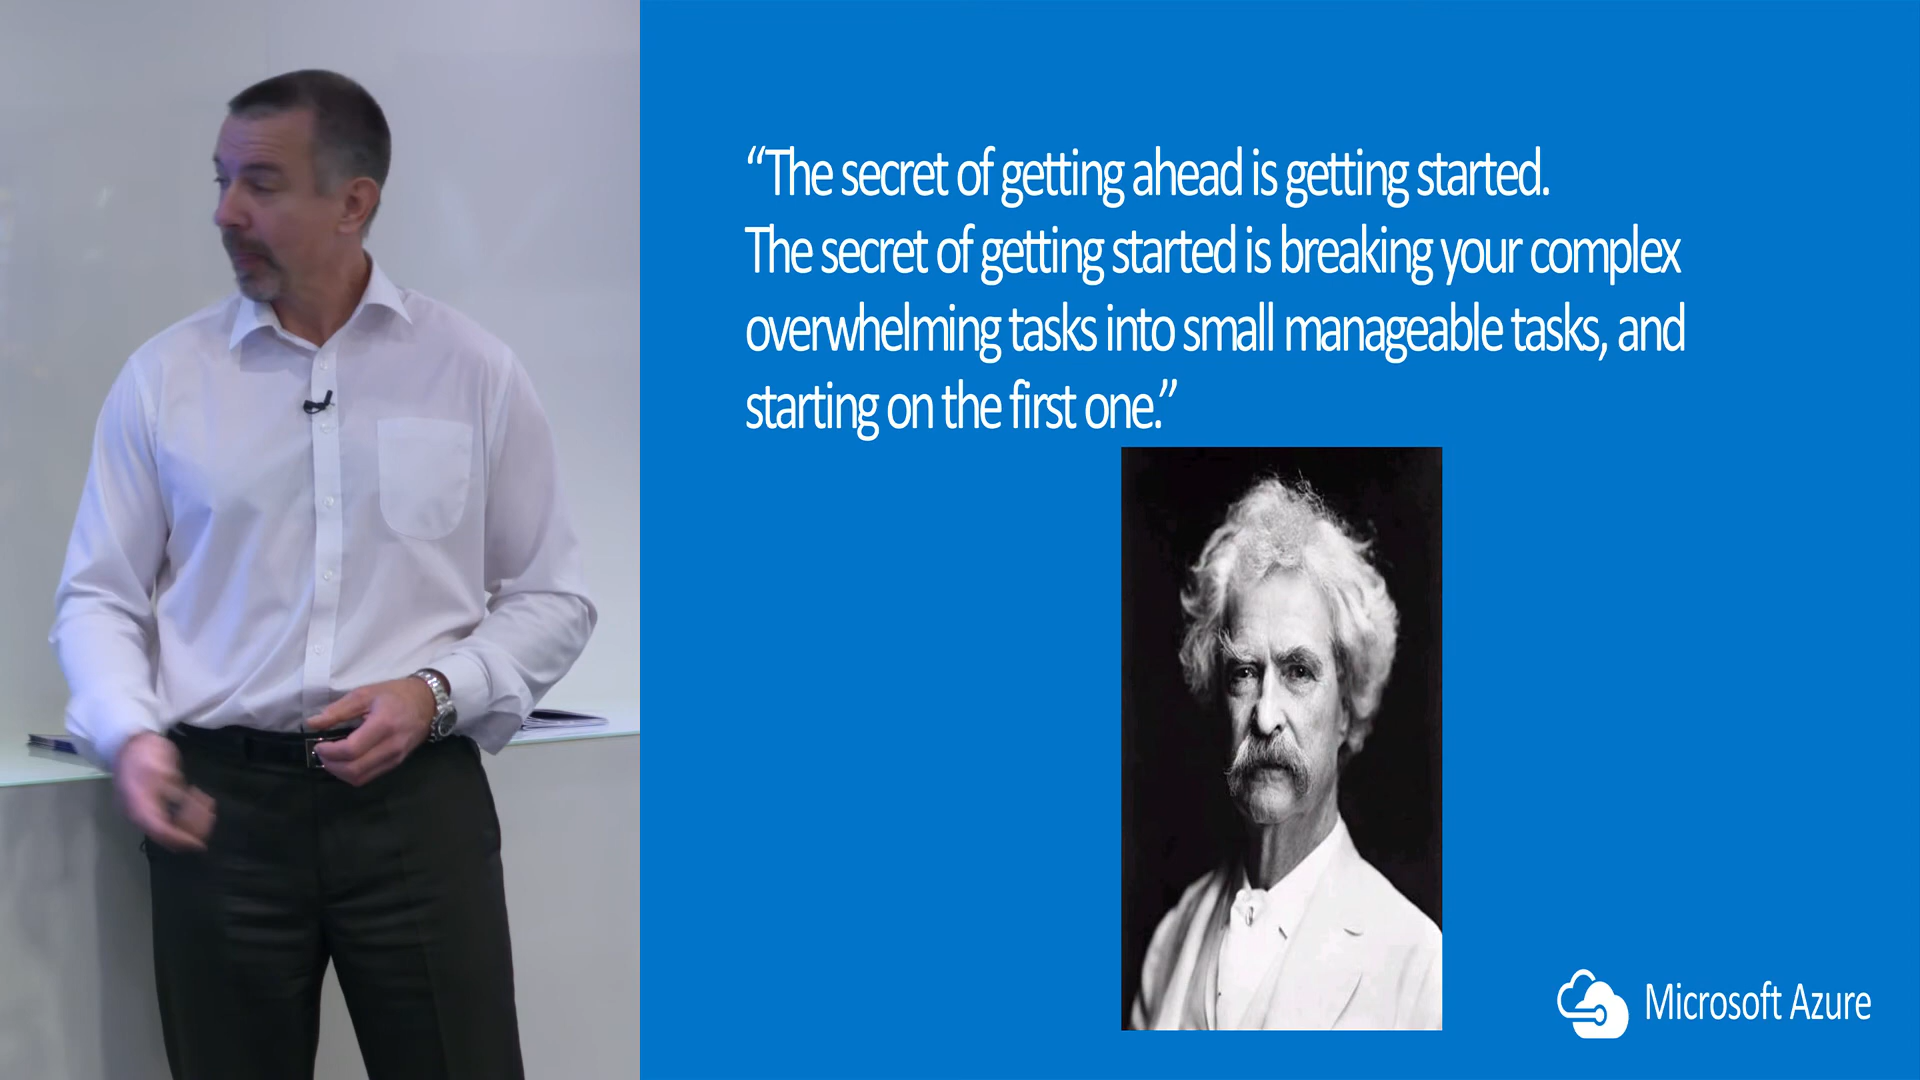 “The secret of getting ahead is getting started.
The secret of getting started is breaking your complex
overwhelming tasks into small manageable tasks, and
starting on the first one.”
Microsoft Azure